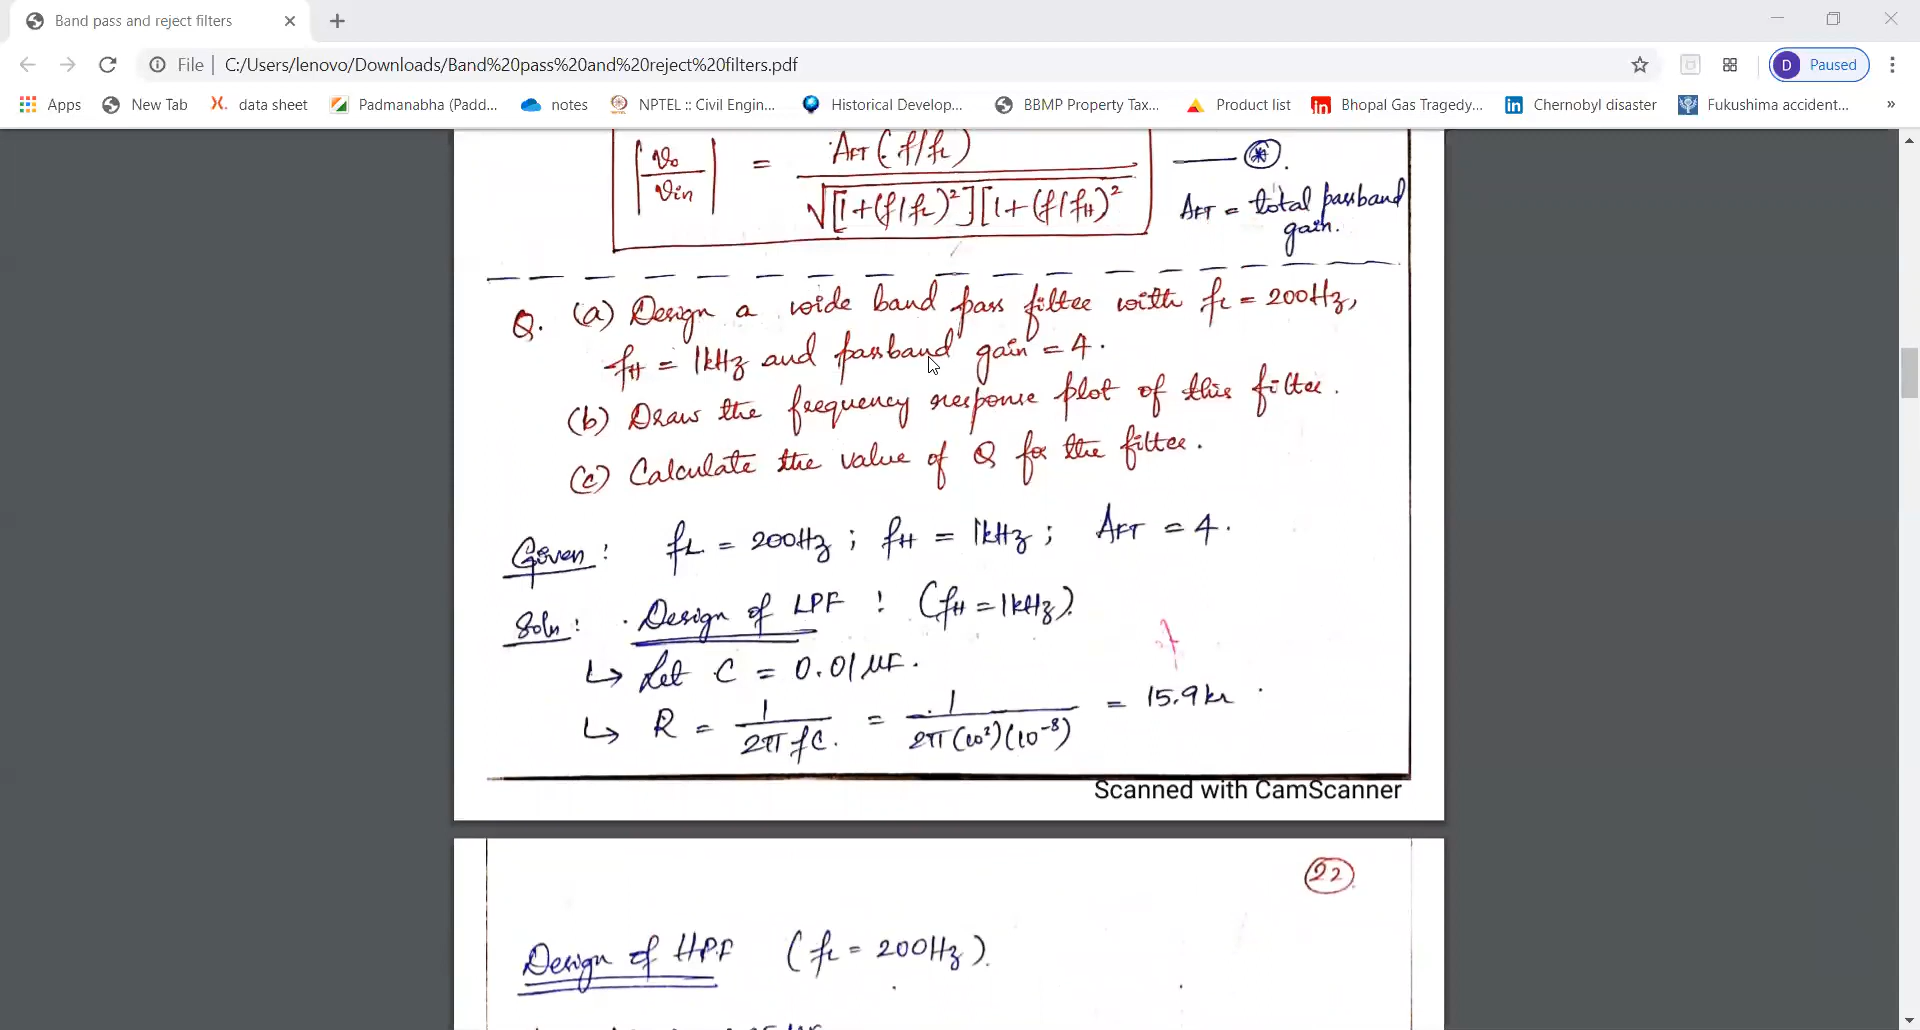 Band pass and reject filters
File | C:/Users/lenovo/Downloads/Band%20pass%20and%20reject%20filters.pdf
D Paused
Apps New Tab X. data sheet Padmanabha (Padd... notes NPTEL :: Civil Engin... Historical Develop... BBMP Property Tax... Product list Bhopal Gas Tragedy... Chernobyl disaster Fukushima accident... »
|Vo/Vin| = AFT (f/fL) / √[1+(f/fL)²][1+(f/fH)² —— *.
AFT = total passband gain.
Q. (a) Design a wide band pass filter with fL = 200Hz,
fH = 1kHz and passband gain = 4.
(b) Draw the frequency response plot of this filter.
(c) Calculate the value of Q for the filter.
Given: fL = 200Hz ; fH = 1kHz ; AFT = 4.
Soln: Design of LPF : (fH = 1kHz).
↳ Let C = 0.01 μF.
↳ R = 1/2πfC. = 1/2π(10³)(10⁻⁸) = 15.9kΩ.
Scanned with CamScanner
22
Design of HPF (fL = 200Hz).